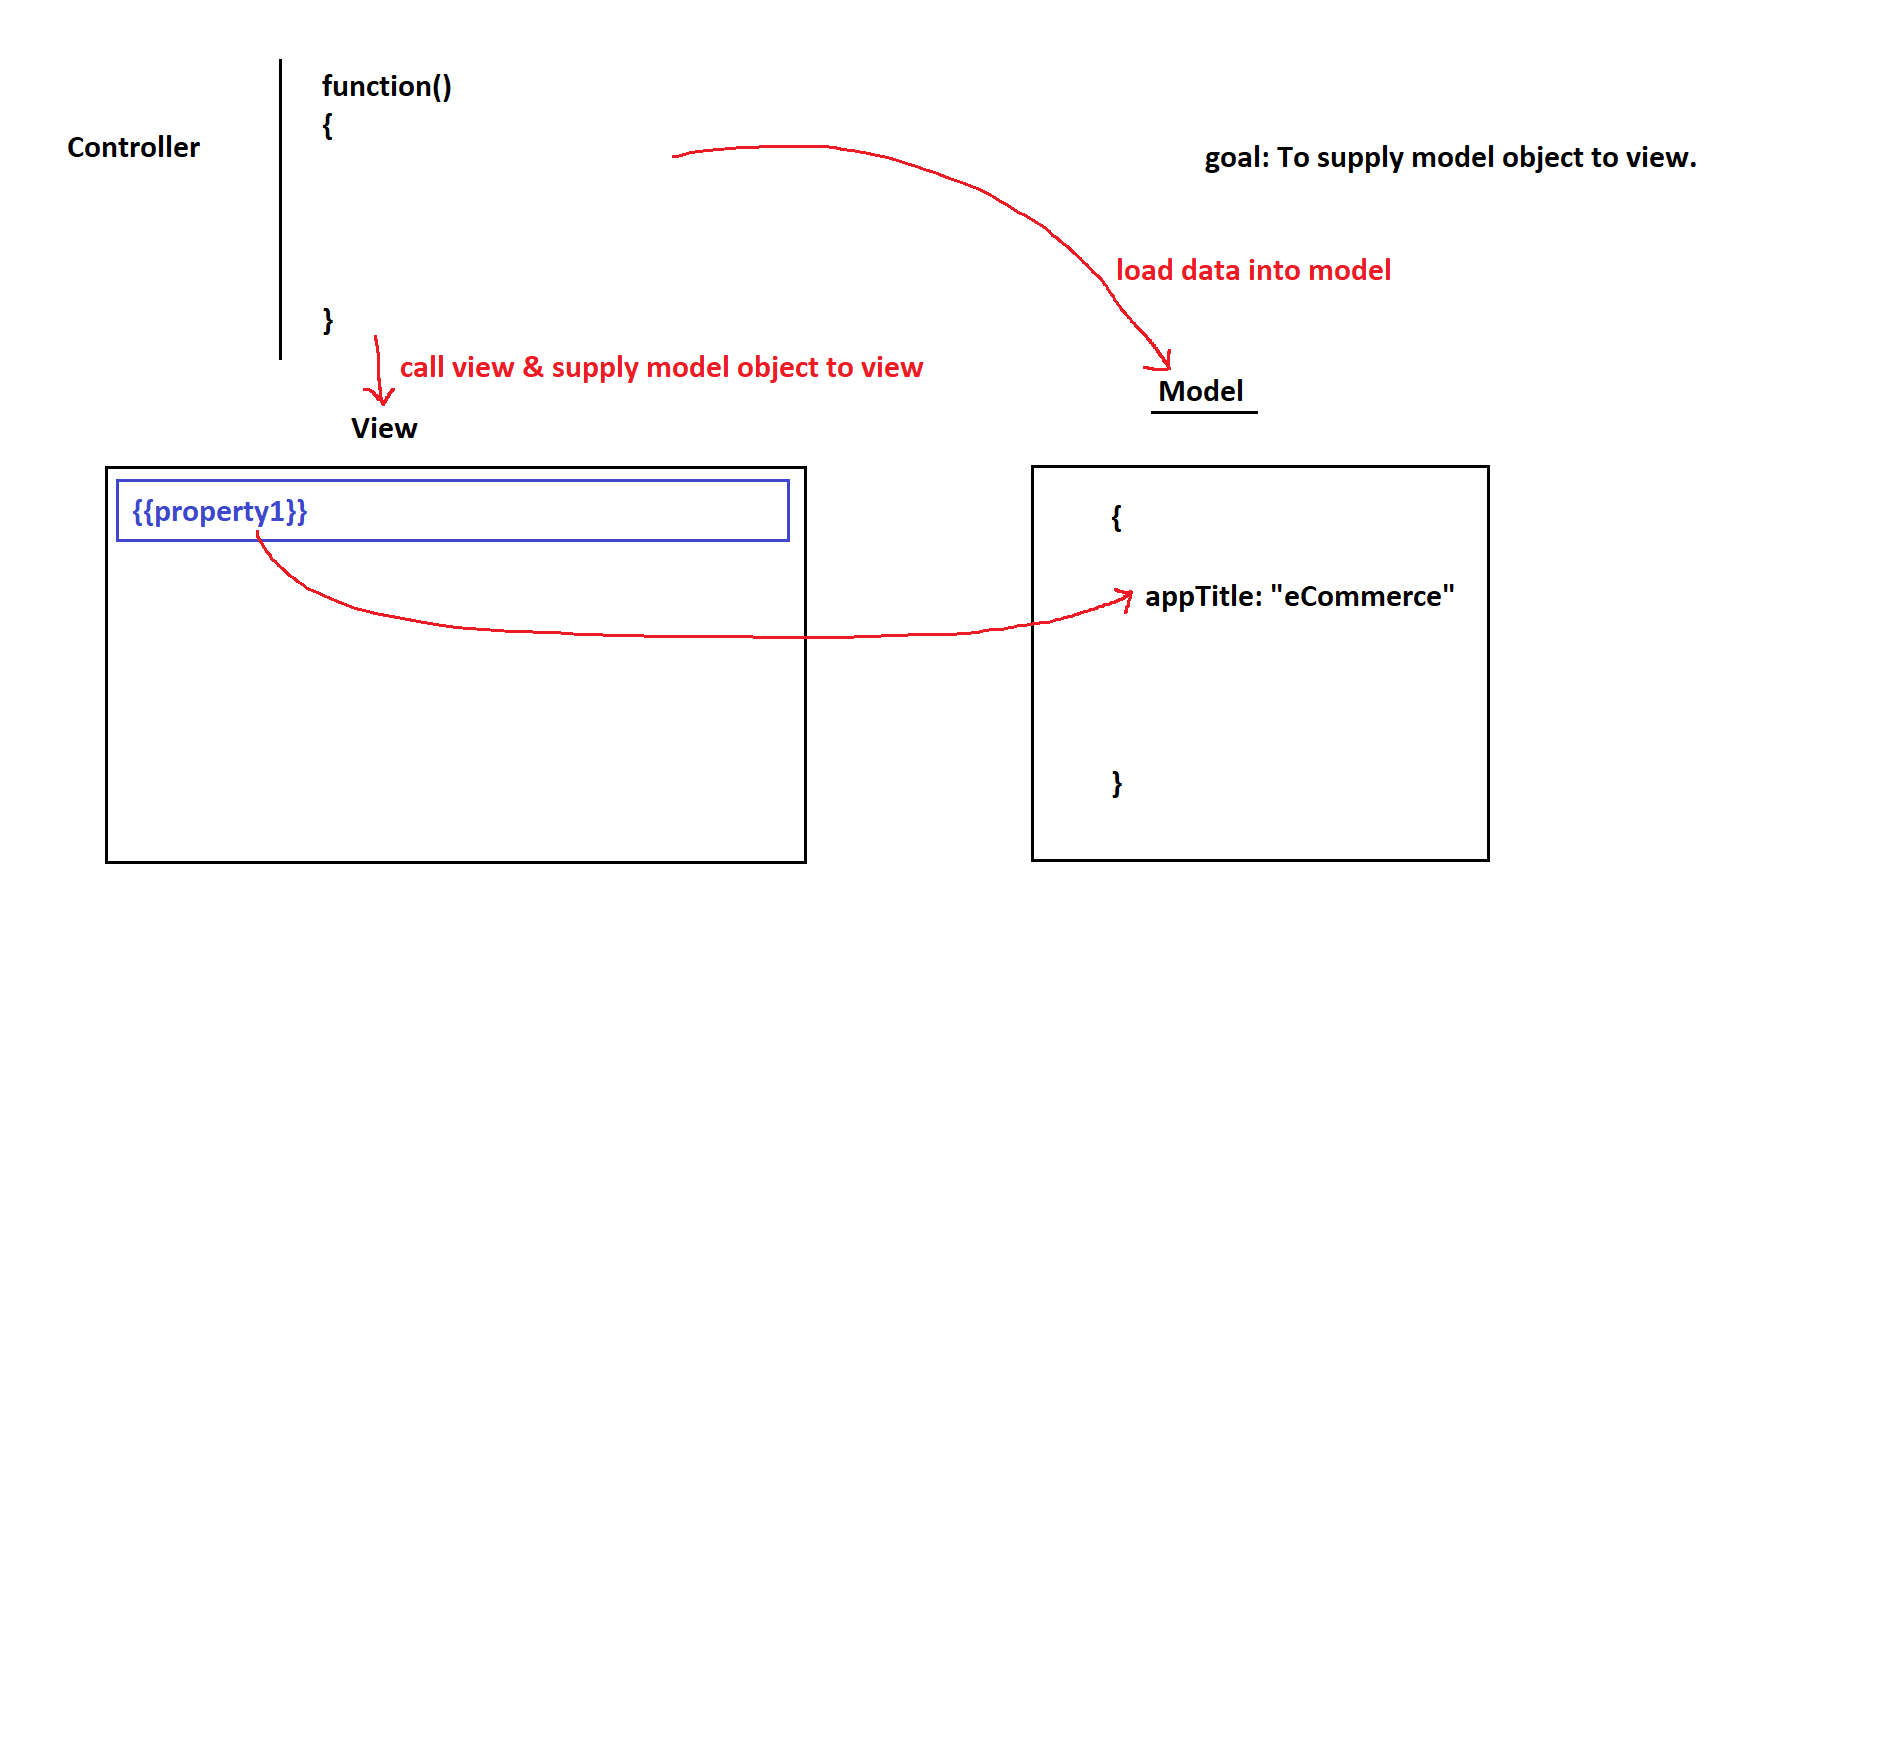 function()
{
Controller
goal: To supply model object to view.
load data into model
}
call view & supply model object to view
Model
View
{{property1}}
{
appTitle: "eCommerce"
}